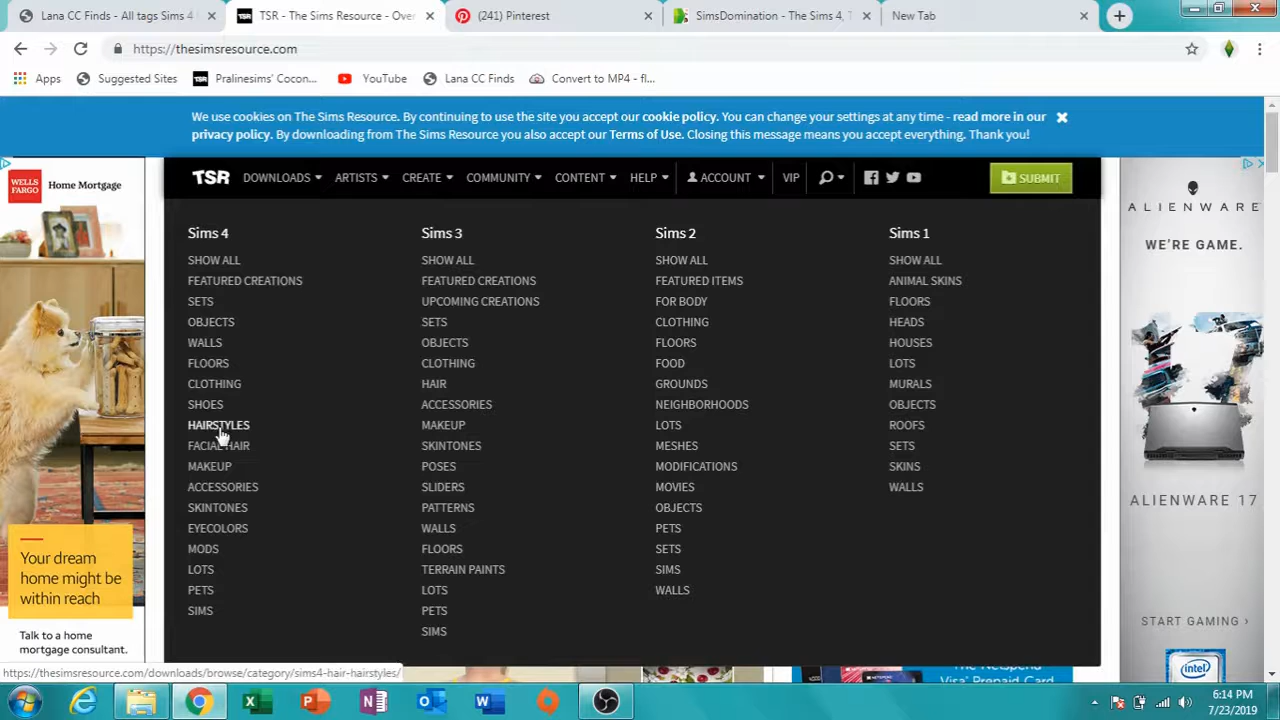 Lana CC Finds - All tags Sims 4
TSR - The Sims Resource - Over
(241) Pinterest
SimsDomination - The Sims 4,
New Tab
https://thesimsresource.com
Apps
Suggested Sites
Pralinesims' Cocon...
YouTube
Lana CC Finds
Convert to MP4 - fl...
We use cookies on The Sims Resource. By continuing to use the site you accept our cookie policy. You can change your settings at any time - read more in our
privacy policy. By downloading from The Sims Resource you also accept our Terms of Use. Closing this message means you accept everything. Thank you!
WELLS
FARGO
Home Mortgage
TSR
DOWNLOADS
ARTISTS
CREATE
COMMUNITY
CONTENT
HELP
ACCOUNT
VIP
SUBMIT
Sims 4
SHOW ALL
FEATURED CREATIONS
SETS
OBJECTS
WALLS
FLOORS
CLOTHING
SHOES
HAIRSTYLES
FACIAL HAIR
MAKEUP
ACCESSORIES
SKINTONES
EYECOLORS
MODS
LOTS
PETS
SIMS
Sims 3
SHOW ALL
FEATURED CREATIONS
UPCOMING CREATIONS
SETS
OBJECTS
CLOTHING
HAIR
ACCESSORIES
MAKEUP
SKINTONES
POSES
SLIDERS
PATTERNS
WALLS
FLOORS
TERRAIN PAINTS
LOTS
PETS
SIMS
Sims 2
SHOW ALL
FEATURED ITEMS
FOR BODY
CLOTHING
FLOORS
FOOD
GROUNDS
NEIGHBORHOODS
LOTS
MESHES
MODIFICATIONS
MOVIES
OBJECTS
PETS
SETS
SIMS
WALLS
Sims 1
SHOW ALL
ANIMAL SKINS
FLOORS
HEADS
HOUSES
LOTS
MURALS
OBJECTS
ROOFS
SETS
SKINS
WALLS
ALIENWARE
WE'RE GAME.
ALIENWARE 17
START GAMING ›
intel
Your dream
home might be
within reach
Talk to a home
mortgage consultant.
The NetSpend
Visa Prepaid Card
https://thesimsresource.com/downloads/browse/category/sims4-hair-hairstyles/
6:14 PM
7/23/2019